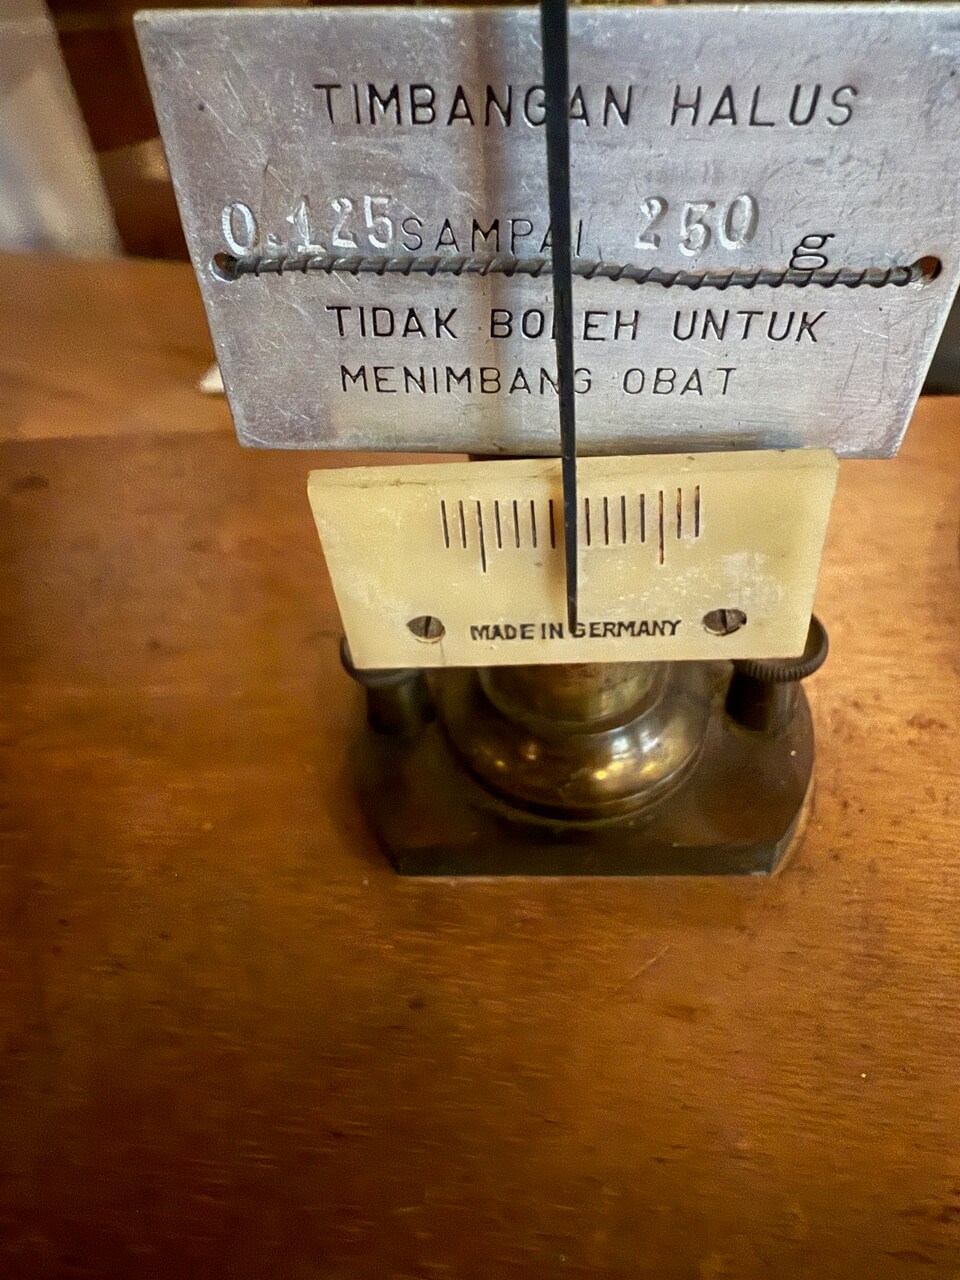 TIMBANGAN HALUS
0.125 SAMPAI 250 g
TIDAK BOLEH UNTUK
MENIMBANG OBAT
MADE IN GERMANY